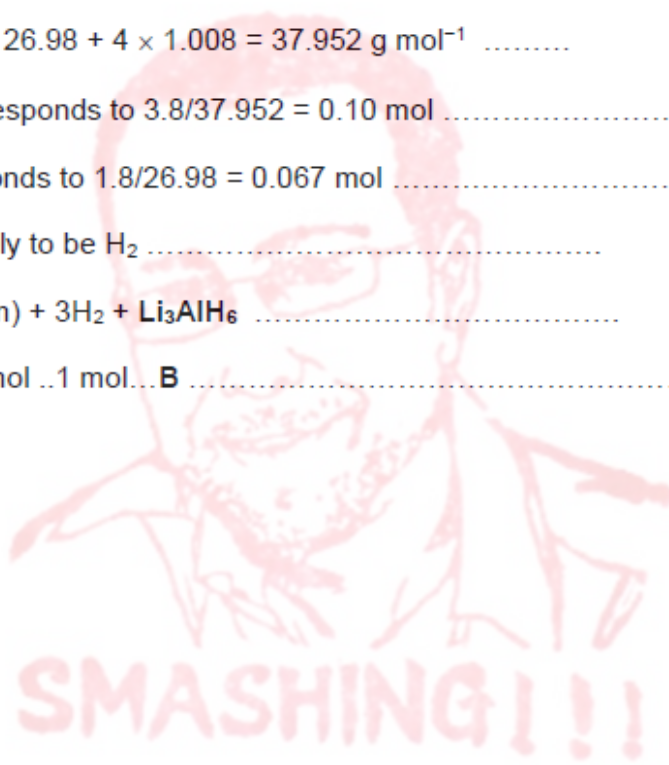 26.98 + 4 × 1.008 = 37.952 g mol⁻¹ .........
esponds to 3.8/37.952 = 0.10 mol .......................
nds to 1.8/26.98 = 0.067 mol ............................
ly to be H₂ ..............................................
) + 3H₂ + Li₃AlH₆ .....................................
ol ..1 mol...B ................................................
SMASHING!!!